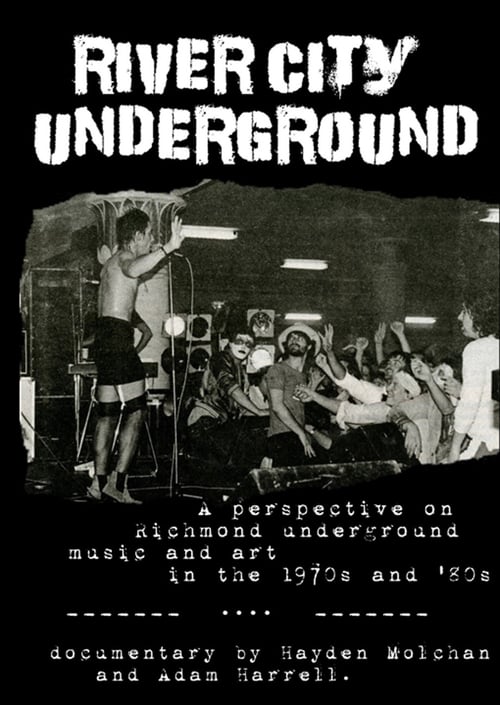 RIVER CITY
UNDERGROUND
A perspective on
Richmond underground
music and art
in the 1970s and '80s
------- .... -------
documentary by Hayden Molchan
and Adam Harrell.